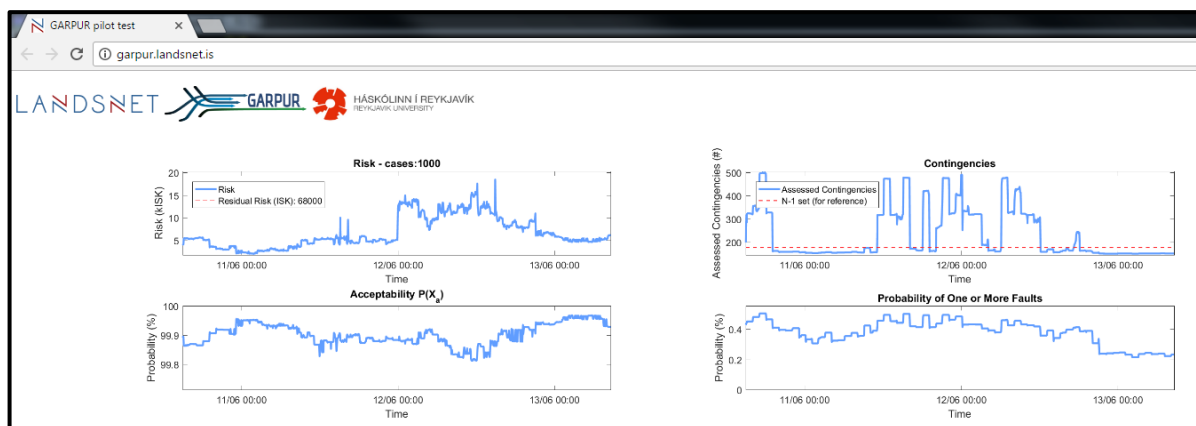 GARPUR pilot test
garpur.landsnet.is
LANDSNET
GARPUR
HÁSKÓLINN Í REYKJAVÍK
REYKJAVIK UNIVERSITY
Risk - cases:1000
Risk (kISK)
20
15
10
5
Risk
Residual Risk (ISK): 68000
11/06 00:00 12/06 00:00 13/06 00:00
Time
Contingencies
Assessed Contingencies (#)
500
400
300
200
Assessed Contingencies
N-1 set (for reference)
11/06 00:00 12/06 00:00 13/06 00:00
Time
Acceptability P(Xa)
Probability (%)
100
99.9
99.8
11/06 00:00 12/06 00:00 13/06 00:00
Time
Probability of One or More Faults
Probability (%)
0.4
0.2
0
11/06 00:00 12/06 00:00 13/06 00:00
Time